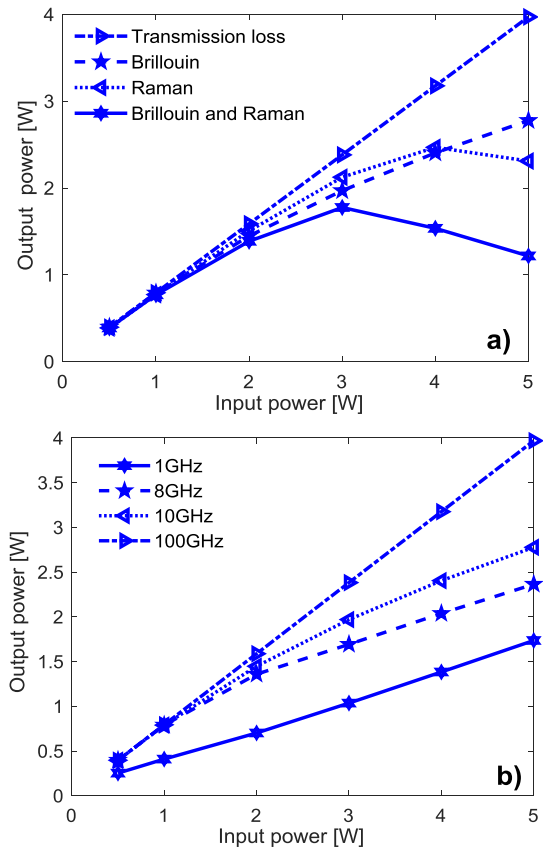 4
3
2
1
0
Output power [W]
Transmission loss
Brillouin
Raman
Brillouin and Raman
a)
0 1 2 3 4 5
Input power [W]
4
3.5
3
2.5
2
1.5
1
0.5
0
Output power [W]
1GHz
8GHz
10GHz
100GHz
b)
0 1 2 3 4 5
Input power [W]